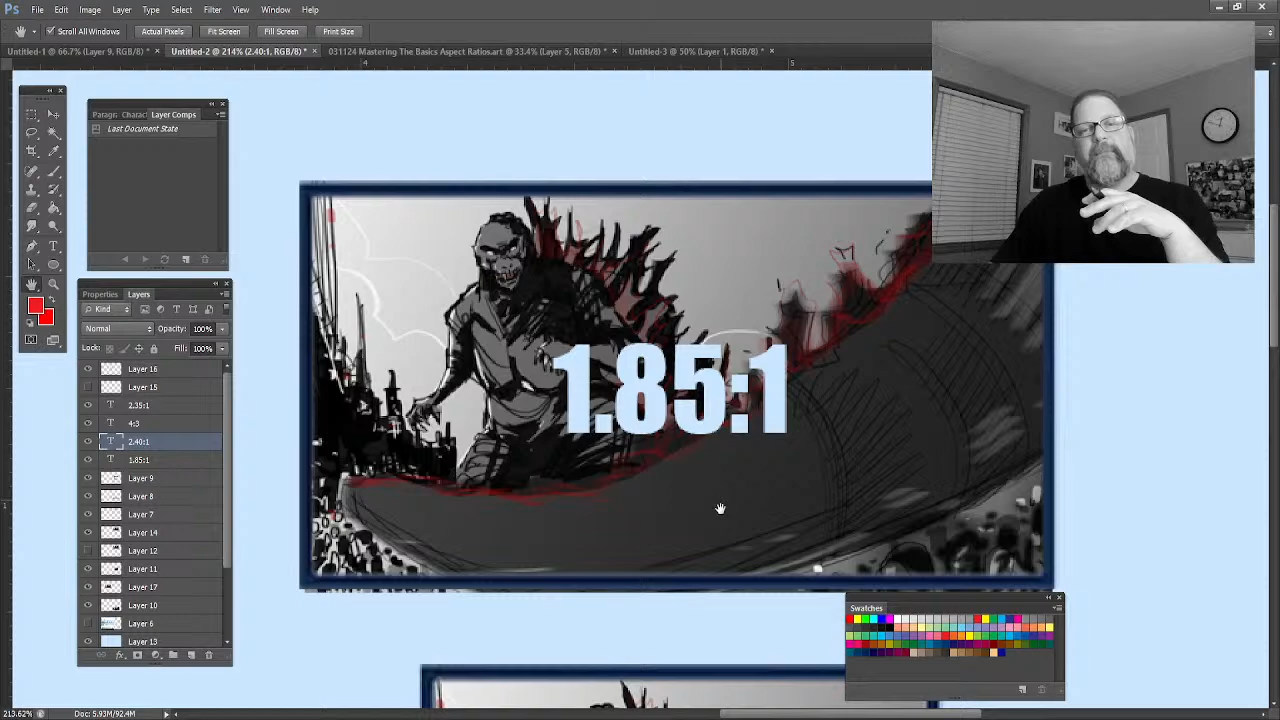 Ps File Edit Image Layer Type Select Filter View Window Help
Scroll All Windows Actual Pixels Fit Screen Fill Screen Print Size
Untitled-1 @ 66.7% (Layer 9, RGB/8) * × Untitled-2 @ 214% (2.40:1, RGB/8) * × 031124 Mastering The Basics Aspect Ratios.art @ 33.4% (Layer 5, RGB/8) * × Untitled-3 @ 50% (Layer 1, RGB/8) * ×
4 5
Paragr Charac Layer Comps
Last Document State
Properties Layers
Kind
Normal Opacity: 100%
Lock: Fill: 100%
Layer 16
Layer 15
T 2.35:1
T 4:3
T 2.40:1
T 1.85:1
Layer 9
Layer 8
Layer 7
Layer 14
Layer 12
Layer 11
Layer 17
Layer 10
Layer 6
Layer 13
fx
1.85:1
Swatches
213.62% Doc: 5.93M/92.4M